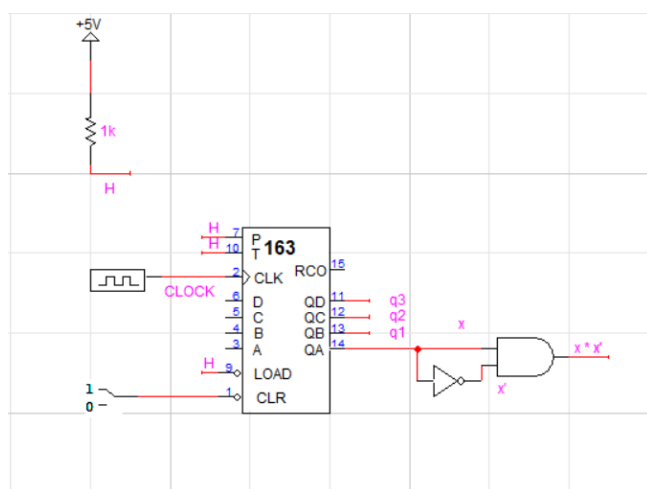 +5V
1k
H
H 7 P 163
H 10 T
RCO 15
2 CLK
CLOCK
6 D QD 11 q3
5 C QC 12 q2
4 B QB 13 q1 x
3 A QA 14 x * x'
H 9 LOAD
x'
1 1 CLR
0